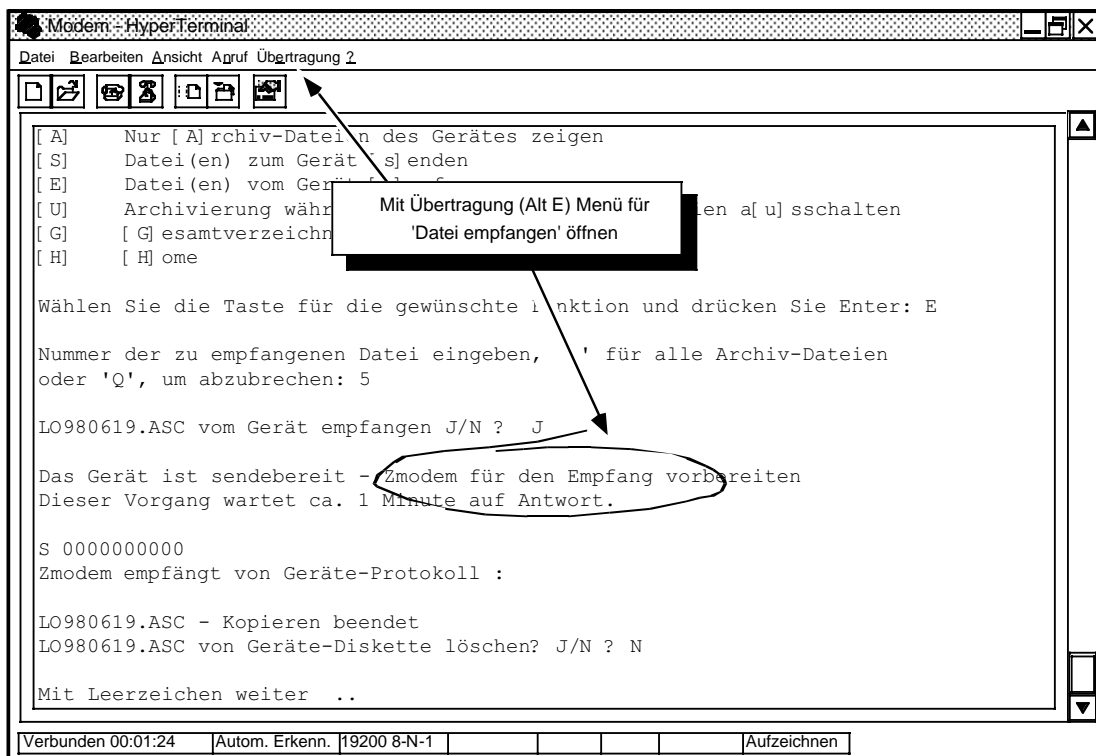 Modem - HyperTerminal
Datei Bearbeiten Ansicht Anruf Übertragung ?
[ A] Nur [ A] rchiv-Dateien des Gerätes zeigen
[ S] Datei(en) zum Gerät [ s] enden
[ E] Datei(en) vom Gerät
[ U] Archivierung währ ien a[ u] sschalten
[ G] [ G] esamtverzeichn
[ H] [ H] ome
Mit Übertragung (Alt E) Menü für
'Datei empfangen' öffnen
Wählen Sie die Taste für die gewünschte Funktion und drücken Sie Enter: E
Nummer der zu empfangenen Datei eingeben, ' für alle Archiv-Dateien
oder 'Q', um abzubrechen: 5
LO980619.ASC vom Gerät empfangen J/N ? J
Das Gerät ist sendebereit - Zmodem für den Empfang vorbereiten
Dieser Vorgang wartet ca. 1 Minute auf Antwort.
S 0000000000
Zmodem empfängt von Geräte-Protokoll :
LO980619.ASC - Kopieren beendet
LO980619.ASC von Geräte-Diskette löschen? J/N ? N
Mit Leerzeichen weiter ..
Verbunden 00:01:24 Autom. Erkenn. 19200 8-N-1 Aufzeichnen